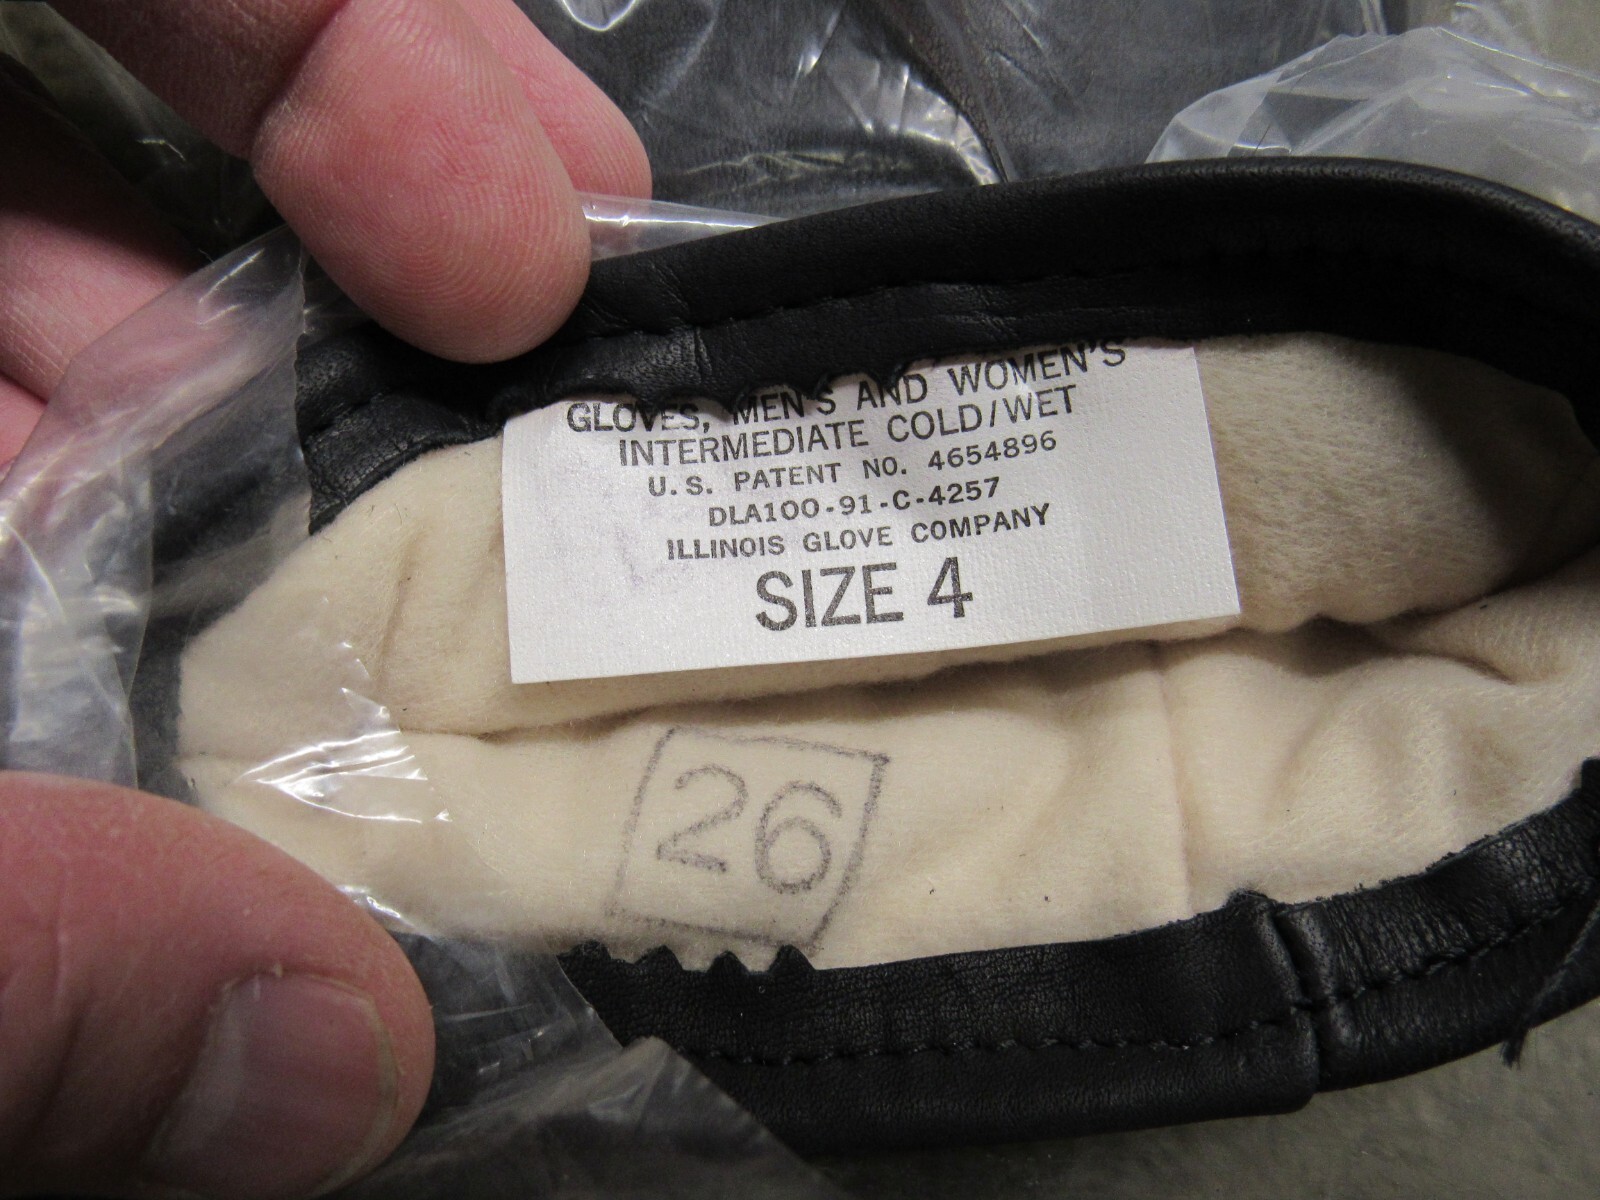 GLOVES, MEN'S AND WOMEN'S
INTERMEDIATE COLD/WET
U.S. PATENT NO. 4654896
DLA100-91-C-4257
ILLINOIS GLOVE COMPANY
SIZE 4
26